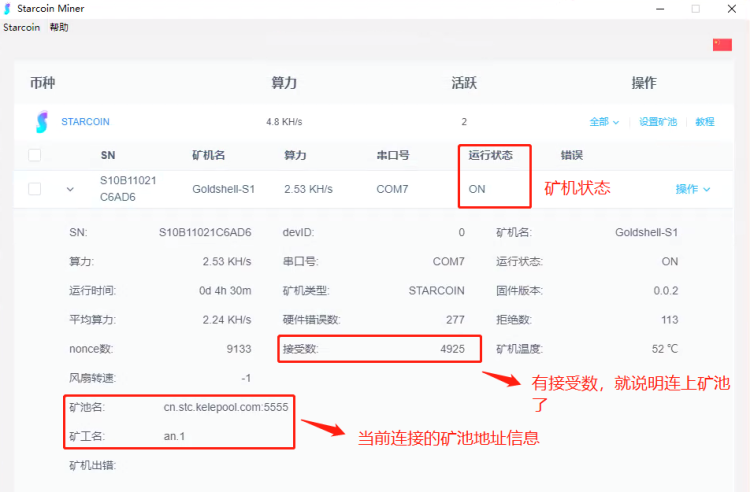 Starcoin Miner
Starcoin 帮助
币种 算力 活跃 操作
STARCOIN 4.8 KH/s 2 全部 设置矿池 教程
SN 矿机名 算力 串口号 运行状态 错误
S10B11021
C6AD6 Goldshell-S1 2.53 KH/s COM7 ON 矿机状态 操作
SN: S10B11021C6AD6 devID: 0 矿机名: Goldshell-S1
算力: 2.53 KH/s 串口号: COM7 运行状态: ON
运行时间: 0d 4h 30m 矿机类型: STARCOIN 固件版本: 0.0.2
平均算力: 2.24 KH/s 硬件错误数: 277 拒绝数: 113
nonce数: 9133 接受数: 4925 矿机温度: 52 ℃
风扇转速: -1
有接受数，就说明连上矿池
了
矿池名: cn.stc.kelepool.com:5555
矿工名: an.1
当前连接的矿池地址信息
矿机出错: